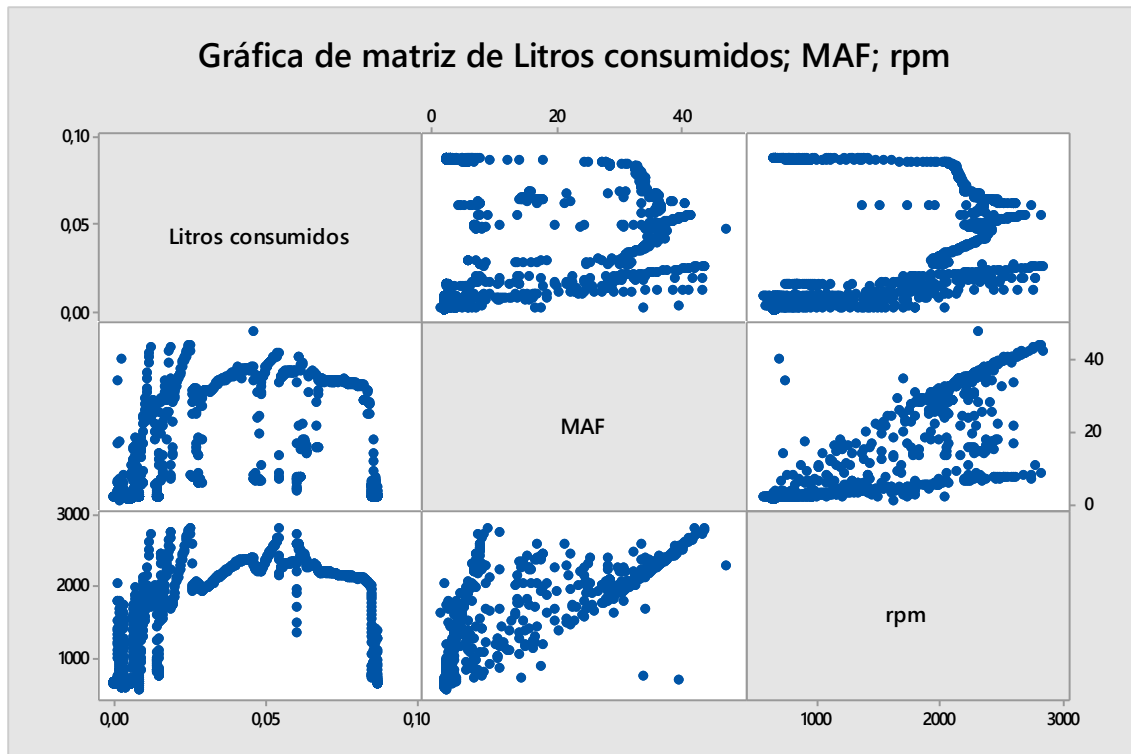 Gráfica de matriz de Litros consumidos; MAF; rpm
0 20 40
0,10
0,05
0,00
Litros consumidos
MAF
40
20
0
3000
2000
1000
rpm
0,00 0,05 0,10 1000 2000 3000